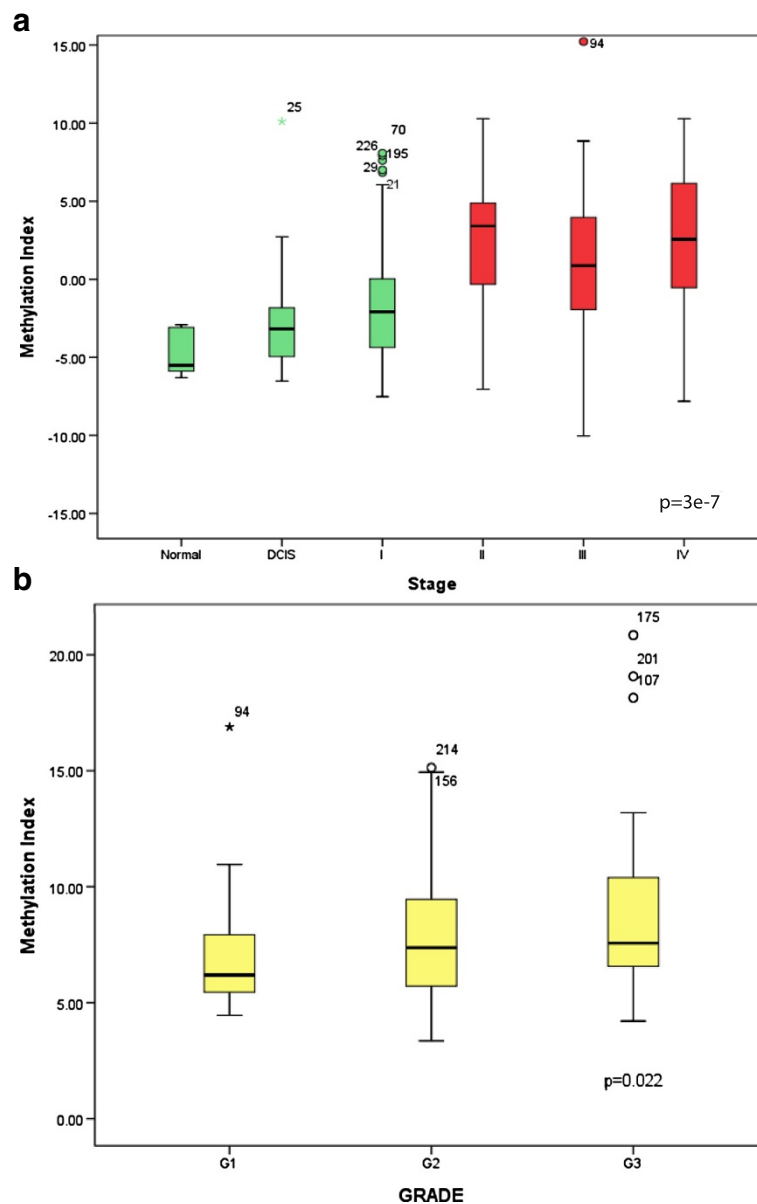 a
15.00
10.00
5.00
0.00
-5.00
-10.00
-15.00
Methylation Index
25
70
226 195
29 21
94
p=3e-7
Normal DCIS I II III IV
Stage
b
20.00
15.00
10.00
5.00
0.00
Methylation Index
94
214
156
175
201
107
p=0.022
G1 G2 G3
GRADE